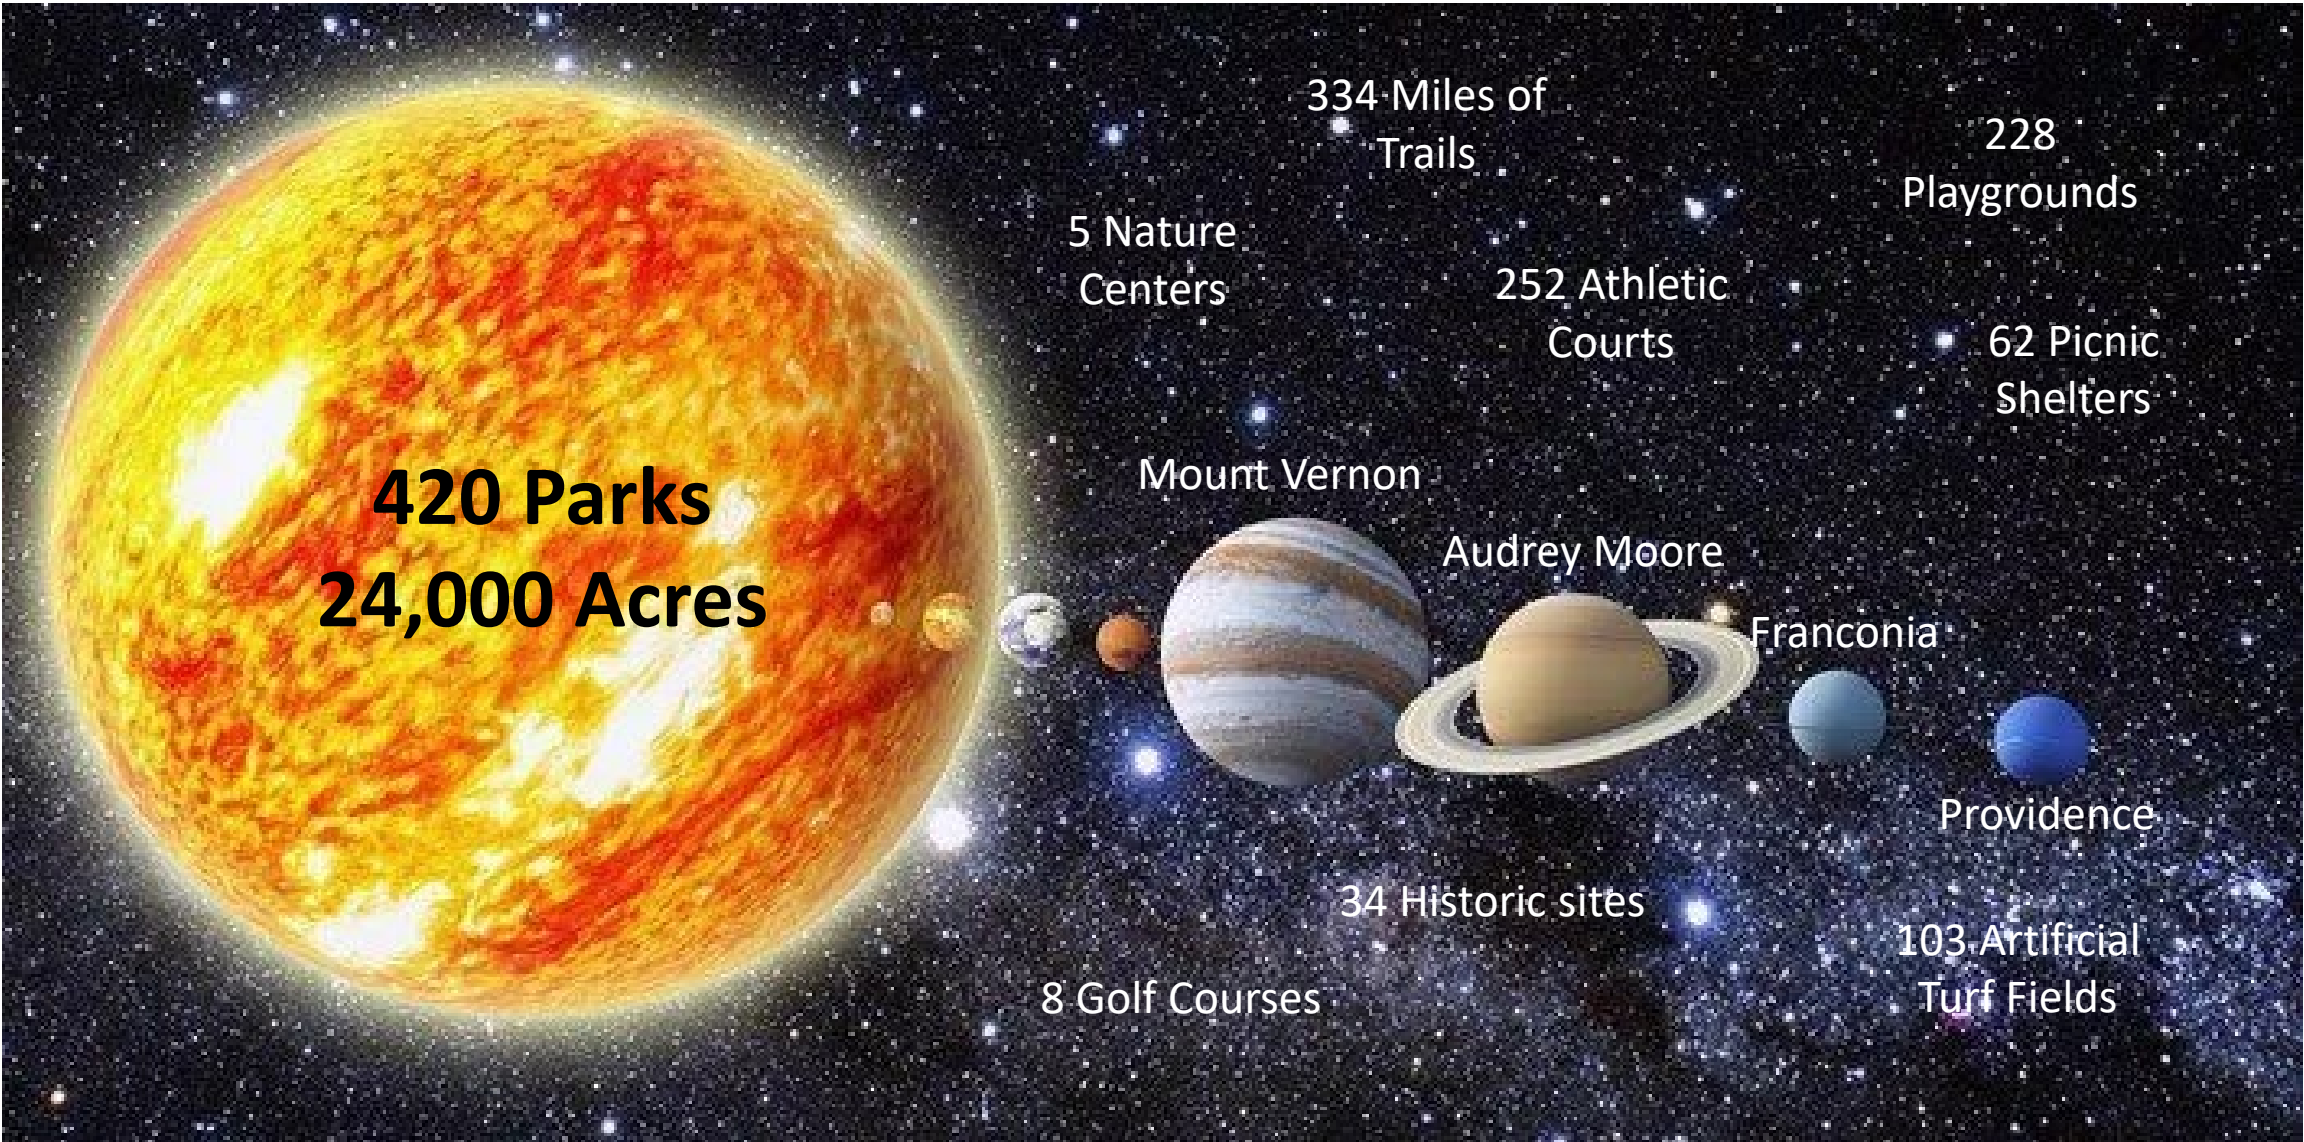 334 Miles of
Trails
228
Playgrounds
5 Nature
Centers
252 Athletic
Courts
62 Picnic
Shelters
420 Parks
24,000 Acres
Mount Vernon
Audrey Moore
Franconia
Providence
34 Historic sites
103 Artificial
Turf Fields
8 Golf Courses